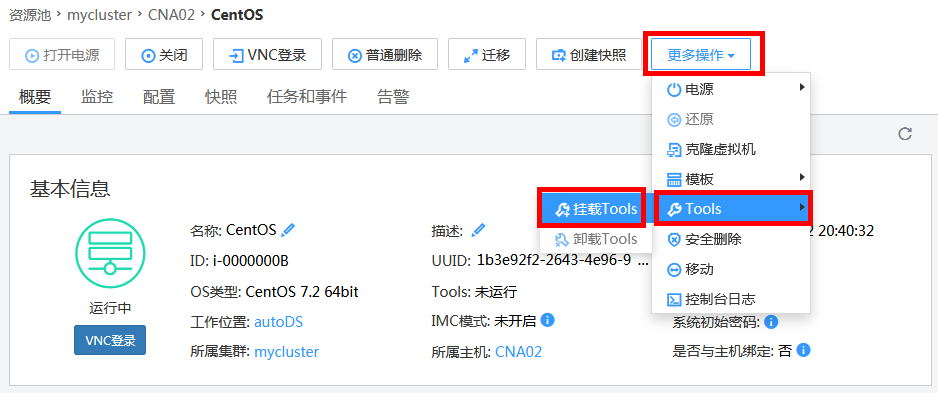 资源池 › mycluster › CNA02 › CentOS
打开电源 关闭 VNC登录 普通删除 迁移 创建快照 更多操作
概要 监控 配置 快照 任务和事件 告警
电源
还原
克隆虚拟机
模板
Tools
安全删除
移动
控制台日志
挂载Tools
卸载Tools
基本信息
运行中
VNC登录
名称: CentOS
ID: i-0000000B
OS类型: CentOS 7.2 64bit
工作位置: autoDS
所属集群: mycluster
描述:
UUID: 1b3e92f2-2643-4e96-9 ...
Tools: 未运行
IMC模式: 未开启
所属主机: CNA02
20:40:32
系统初始密码:
是否与主机绑定: 否